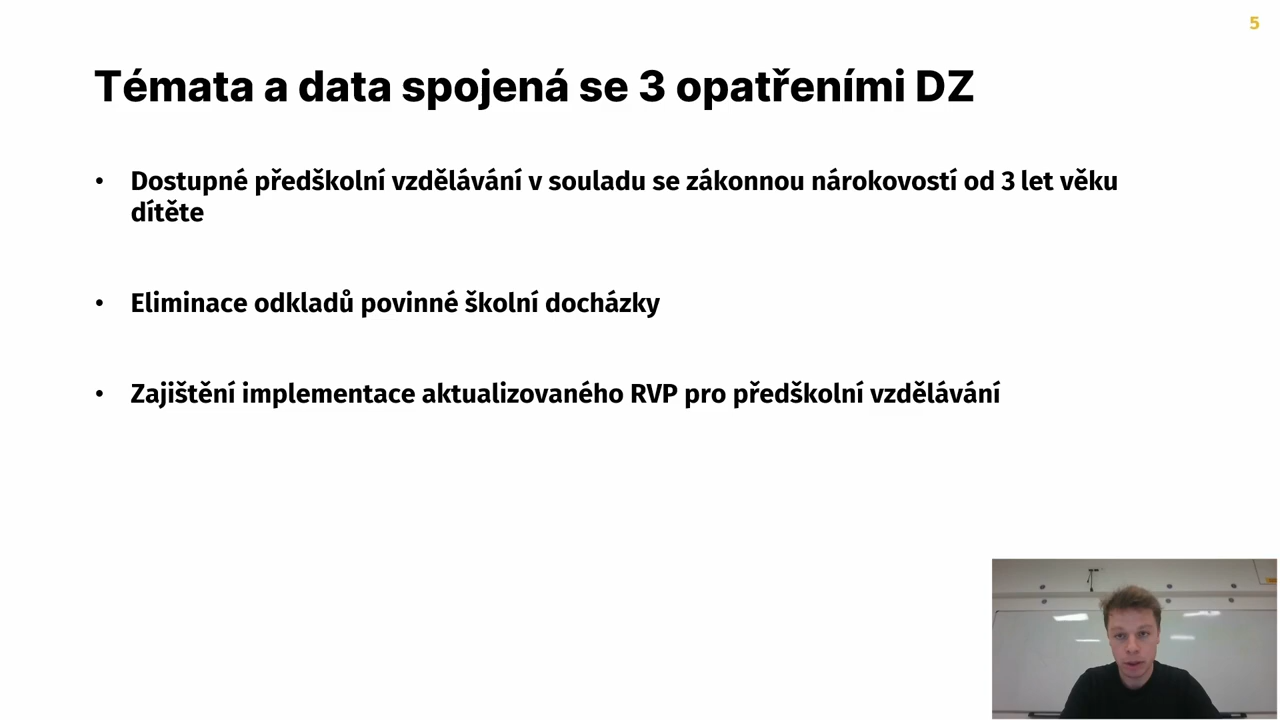 5
Témata a data spojená se 3 opatřeními DZ
• Dostupné předškolní vzdělávání v souladu se zákonnou nárokovostí od 3 let věku
dítěte
• Eliminace odkladů povinné školní docházky
• Zajištění implementace aktualizovaného RVP pro předškolní vzdělávání